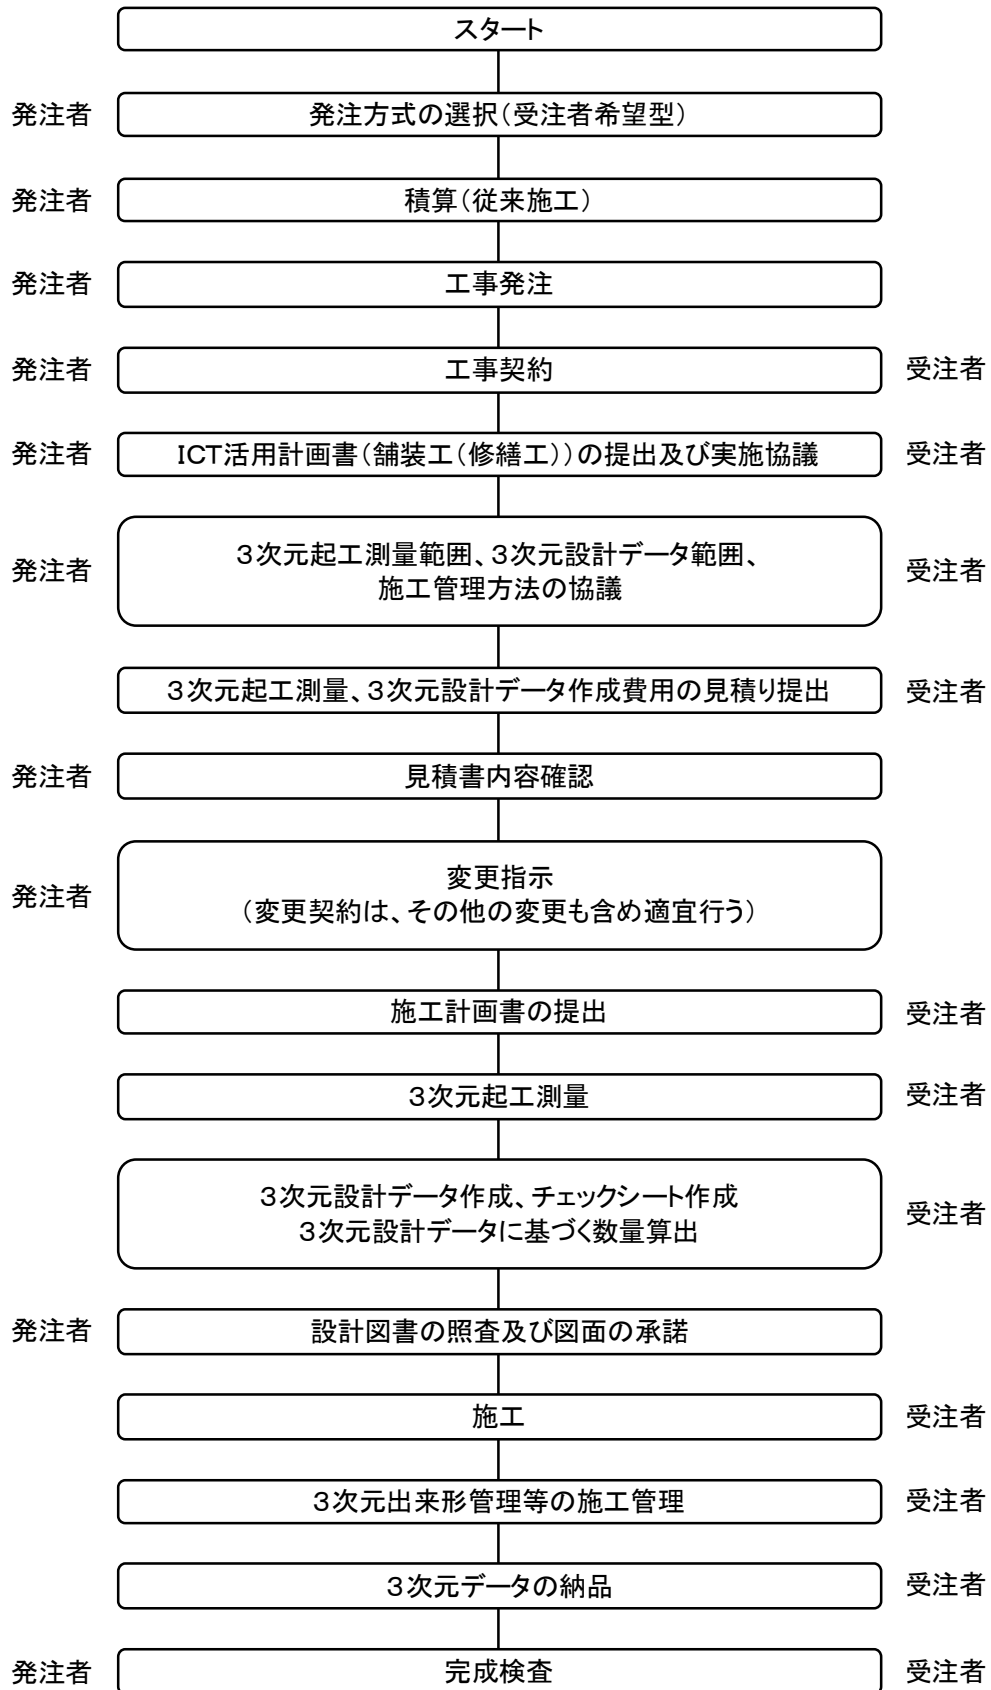 スタート
発注者
発注方式の選択(受注者希望型)
発注者
積算(従来施工)
発注者
工事発注
発注者
工事契約
受注者
発注者
ICT活用計画書(舗装工(修繕工))の提出及び実施協議
受注者
発注者
3次元起工測量範囲、3次元設計データ範囲、
施工管理方法の協議
受注者
3次元起工測量、3次元設計データ作成費用の見積り提出
受注者
発注者
見積書内容確認
発注者
変更指示
(変更契約は、その他の変更も含め適宜行う)
施工計画書の提出
受注者
3次元起工測量
受注者
3次元設計データ作成、チェックシート作成
3次元設計データに基づく数量算出
受注者
発注者
設計図書の照査及び図面の承諾
施工
受注者
3次元出来形管理等の施工管理
受注者
3次元データの納品
受注者
発注者
完成検査
受注者